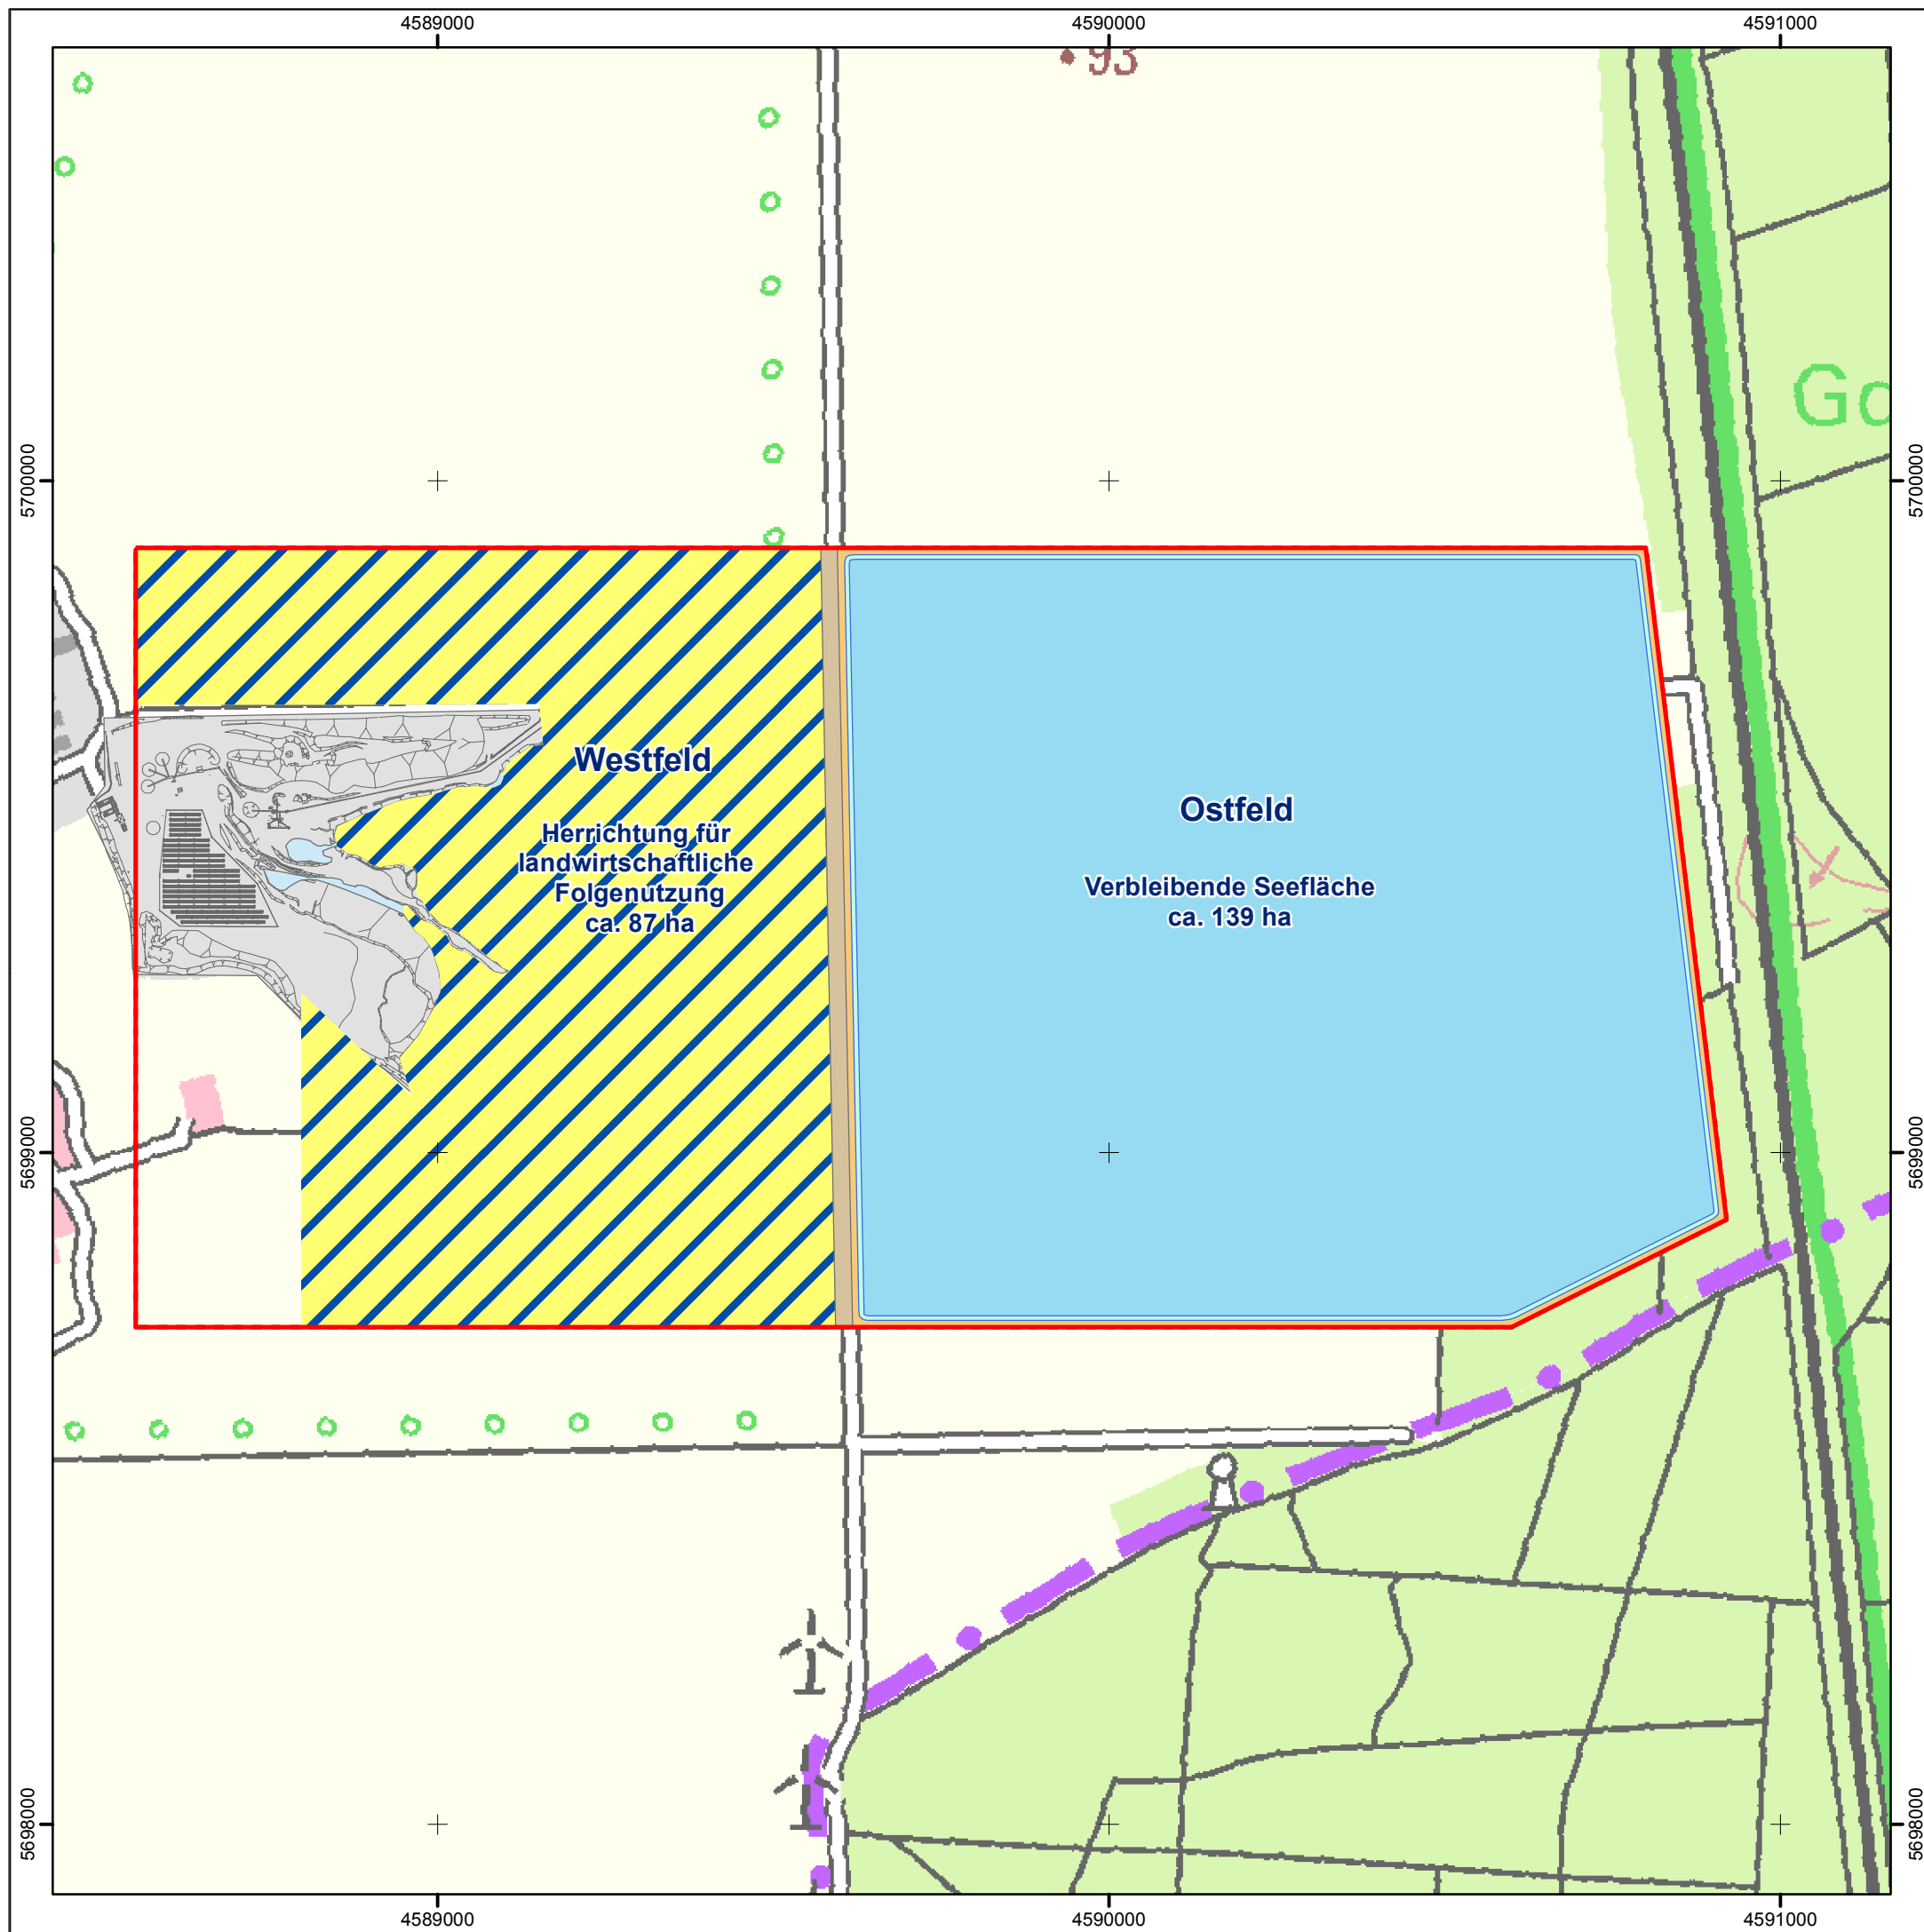 4589000
4590000
4591000
93
Go
5700000
5700000
Westfeld
Herrichtung für
landwirtschaftliche
Folgenutzung
ca. 87 ha
Ostfeld
Verbleibende Seefläche
ca. 139 ha
5699000
5699000
5698000
5698000
4589000
4590000
4591000